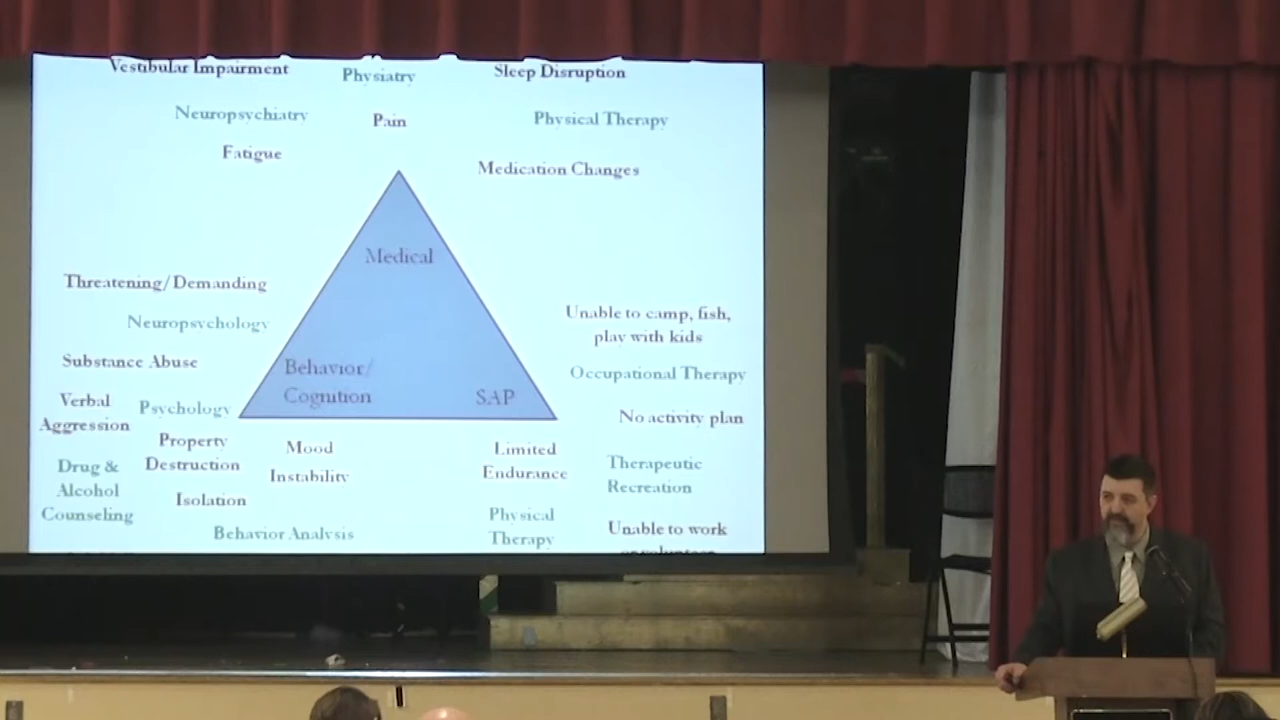 Vestibular Impairment
Physiatry
Sleep Disruption
Neuropsychiatry
Pain
Physical Therapy
Fatigue
Medication Changes
Medical
Threatening/Demanding
Neuropsychology
Substance Abuse
Verbal
Aggression
Psychology
Property
Destruction
Drug &
Alcohol
Counseling
Isolation
Behavior Analysis
Behavior/
Cognition
SAP
Mood
Instability
Limited
Endurance
Physical
Therapy
Unable to camp, fish,
play with kids
Occupational Therapy
No activity plan
Therapeutic
Recreation
Unable to work
or volunteer